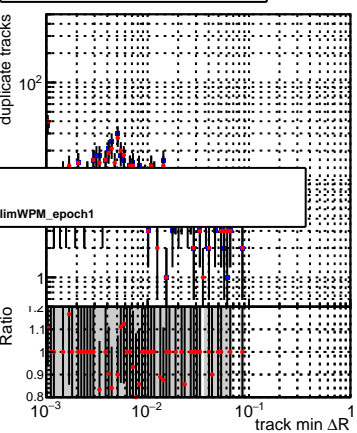 duplicate tracks
10²
limWPM_epoch1
1
Ratio
1.2
1.1
1
0.9
0.8
10⁻³
10⁻²
10⁻¹
1
track min ΔR